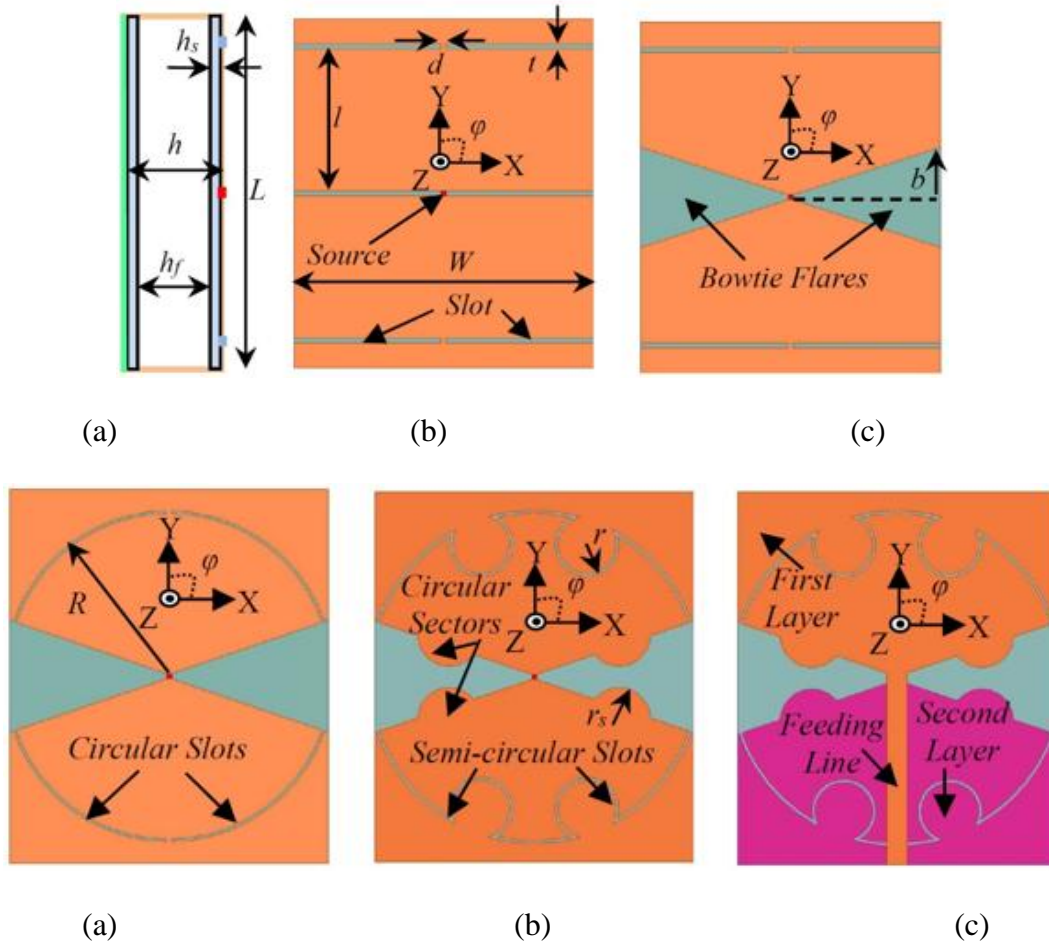 hs
h
hf
L
d
t
l
Y
φ
X
Z
Source
W
Slot
Y
φ
X
Z
b
Bowtie Flares
(a)
(b)
(c)
Y
φ
X
Z
R
Circular Slots
r
Y
φ
X
Z
Circular
Sectors
rs
Semi-circular Slots
First
Layer
Y
φ
X
Z
Feeding
Line
Second
Layer
(a)
(b)
(c)